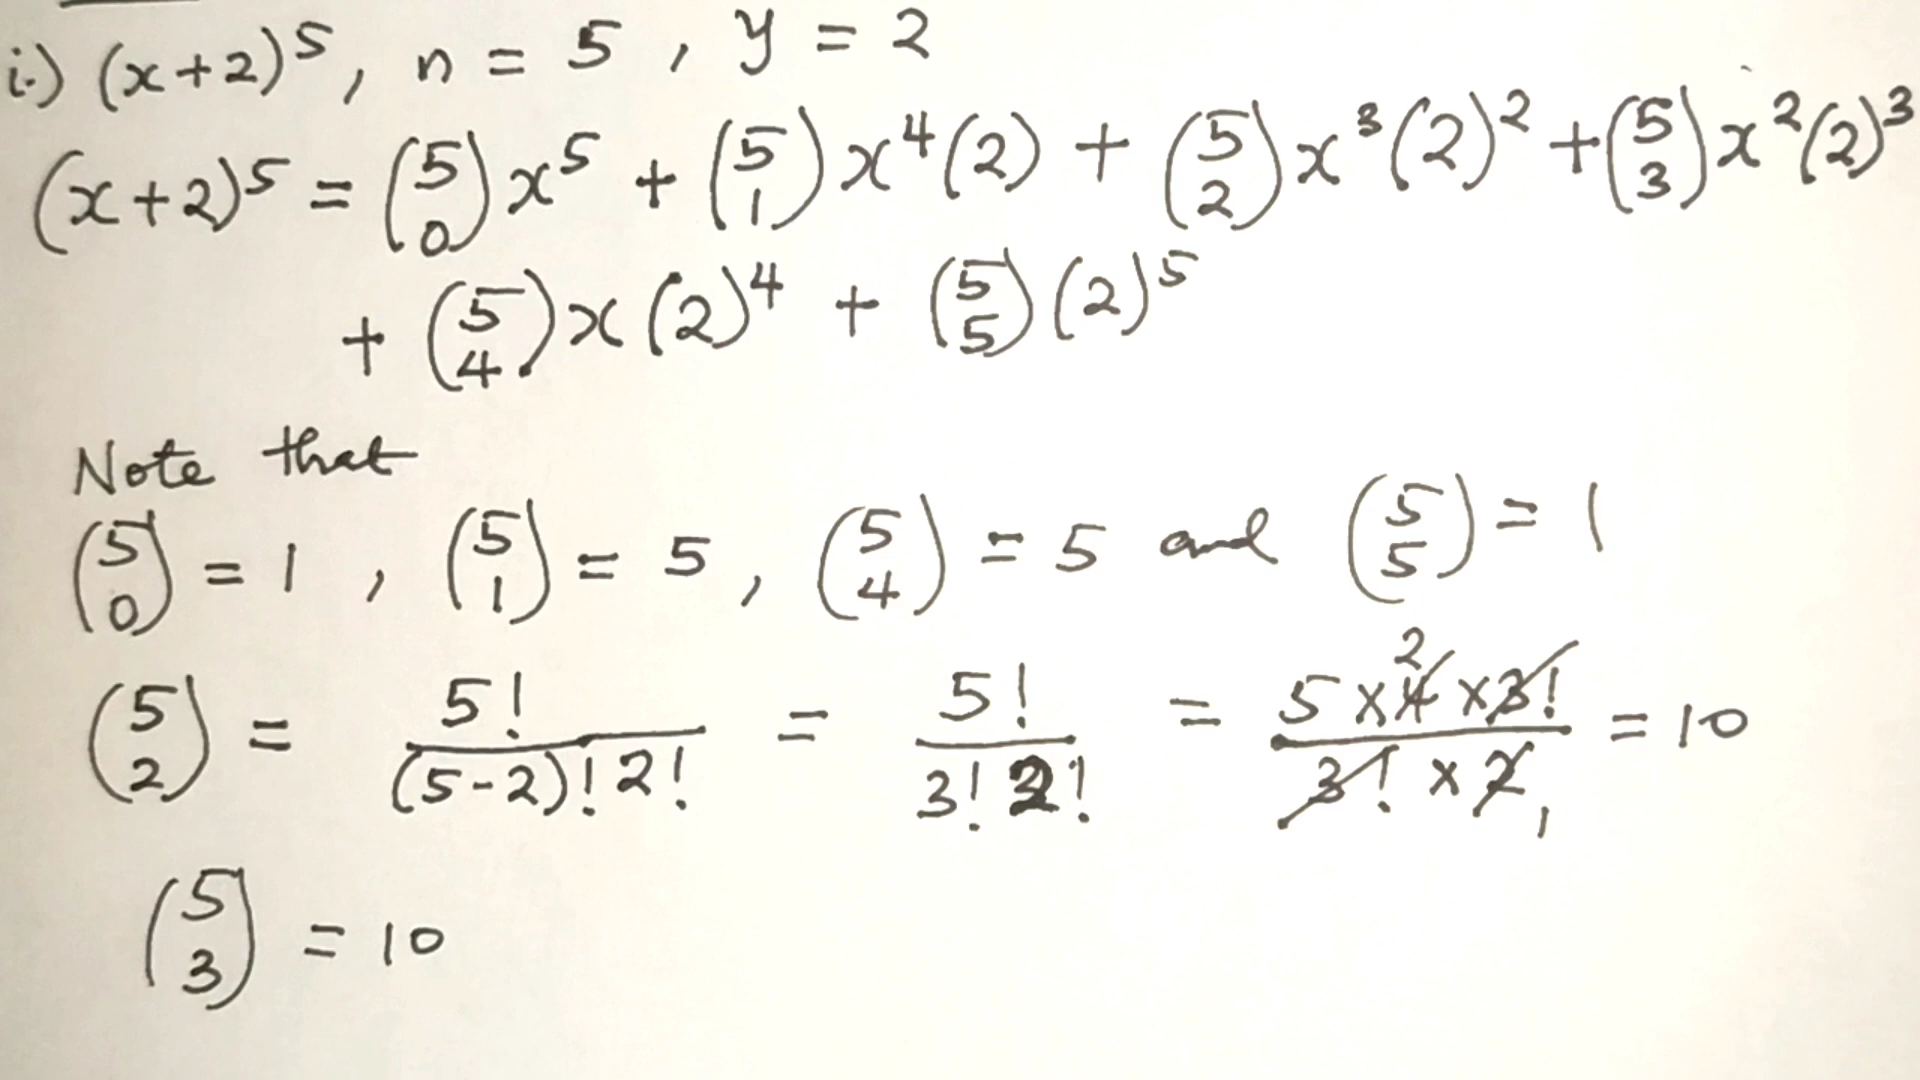 i.) (x+2)^5, n = 5, y = 2
(x+2)^5 = (5 0)x^5 + (5 1)x^4(2) + (5 2)x^3(2)^2 + (5 3)x^2(2)^3
+ (5 4)x(2)^4 + (5 5)(2)^5
Note that
(5 0) = 1, (5 1) = 5, (5 4) = 5 and (5 5) = 1
(5 2) = 5!/((5-2)!2!) = 5!/(3!2!) = (5×4 2×3!)/(3!×2 1) = 10
(5 3) = 10